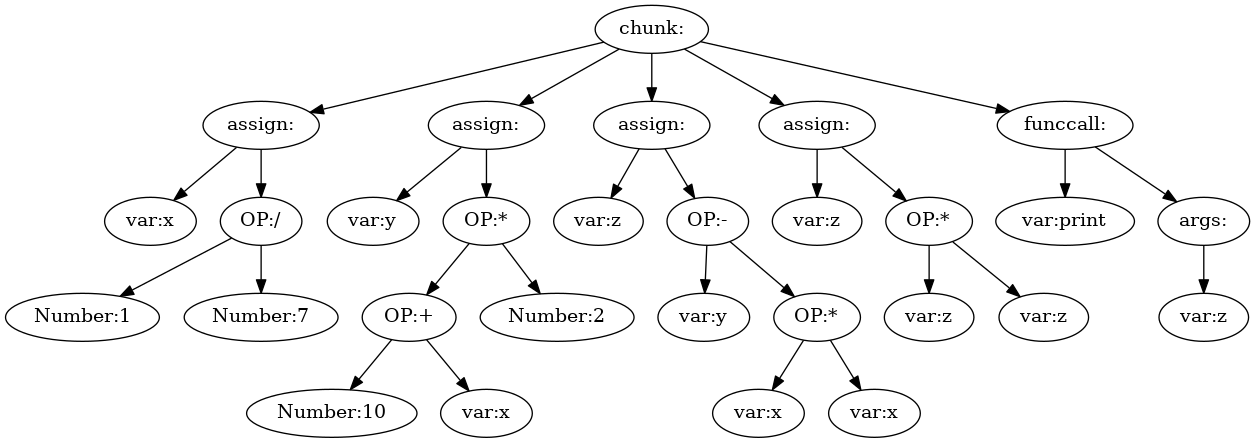 chunk:
assign: assign: assign: assign: funccall:
var:x OP:/ var:y OP:* var:z OP:- var:z OP:* var:print args:
Number:1 Number:7 OP:+ Number:2 var:y OP:* var:z var:z var:z
Number:10 var:x var:x var:x